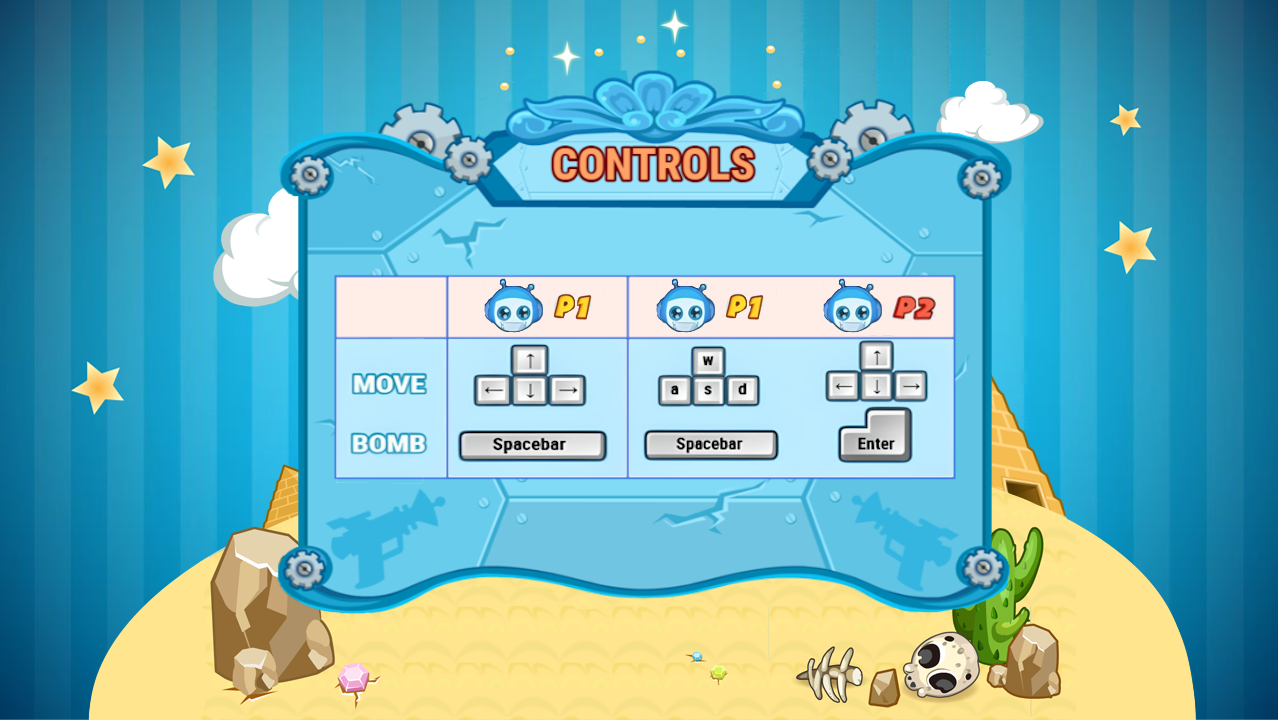 CONTROLS
P1 P1 P2
↑ w ↑
MOVE ← ↓ → a s d ← ↓ →
BOMB Spacebar Spacebar Enter